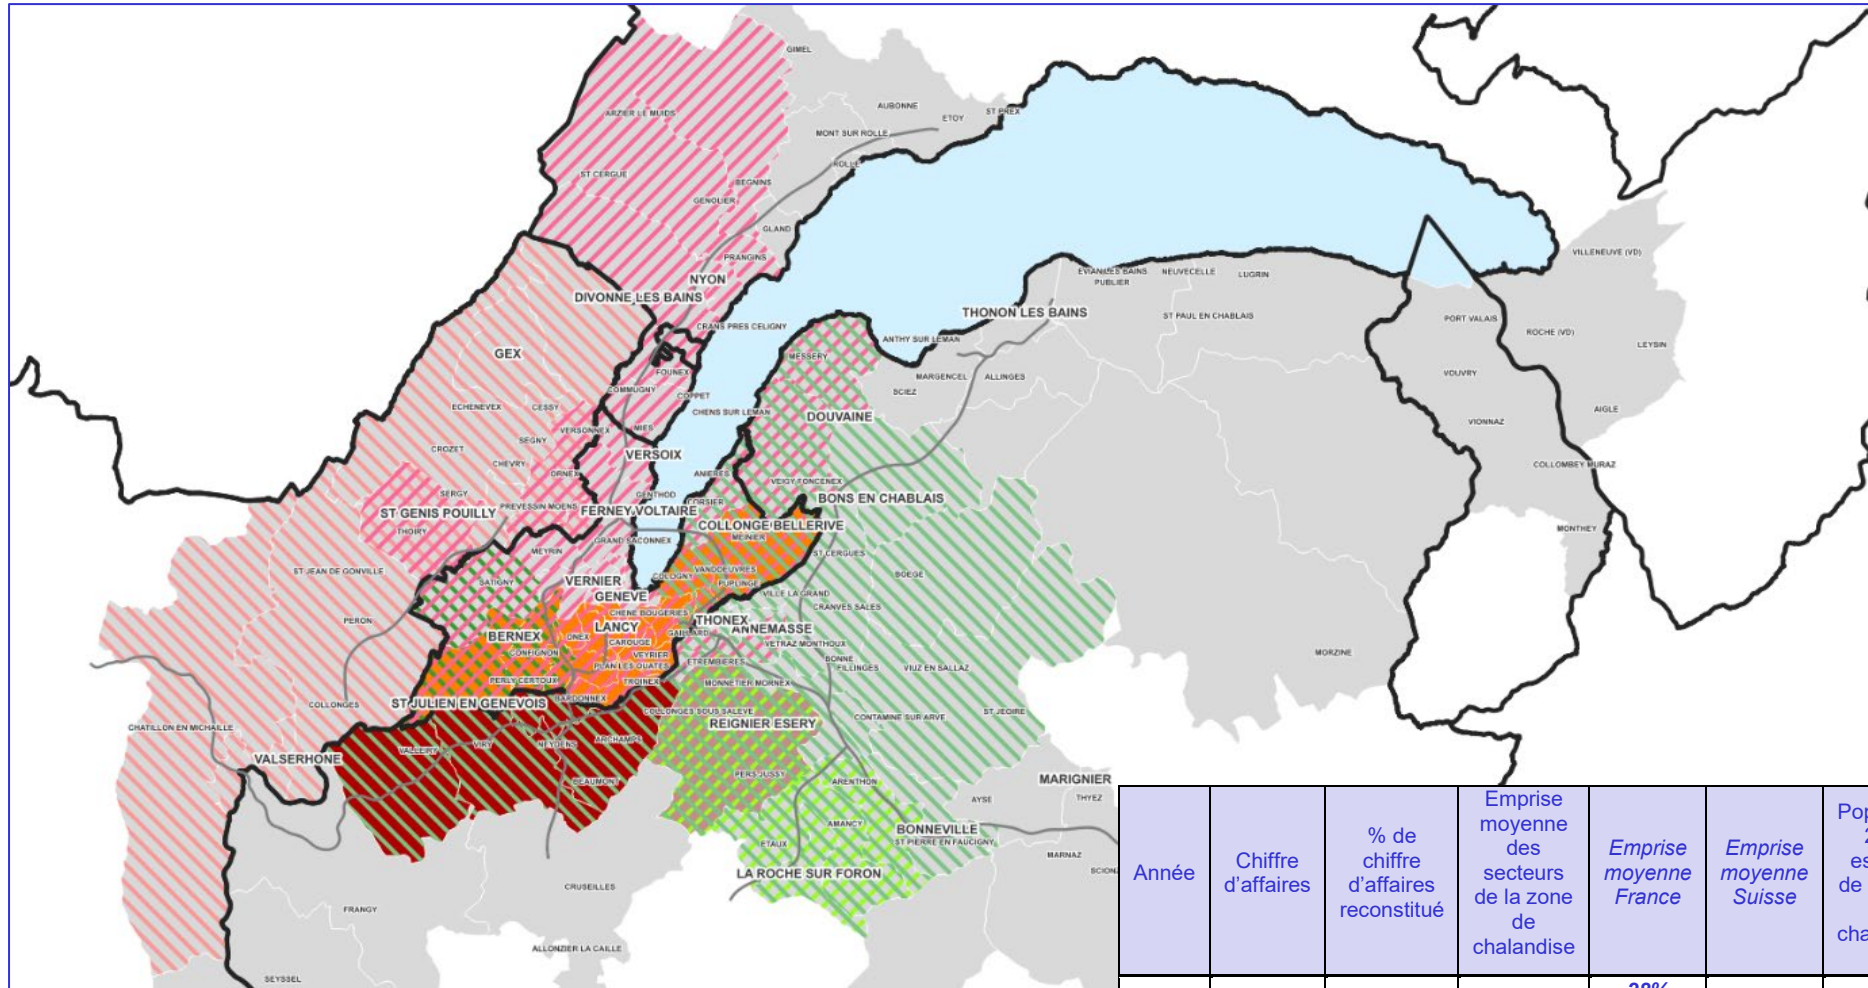 GIMEL
ARZIER LE MUIDS
AUBONNE
ETOY
ST PREX
MONT SUR ROLLE
ROLLE
ST CERGUE
BEGNINS
GENOLIER
GLAND
PRANGINS
NYON
DIVONNE LES BAINS
CRANS PRES CELIGNY
VILLENEUVE (VD)
EVIAN LES BAINS
NEUVECELLE
LUGRIN
PUBLIER
THONON LES BAINS
ST PAUL EN CHABLAIS
PORT VALAIS
ROCHE (VD)
LEYSIN
ANTHY SUR LEMAN
GEX
MESSERY
FOUNEX
MARGENCEL
ALLINGES
SCIEZ
VOUVRY
COMMUGNY
COPPET
CHENS SUR LEMAN
DOUVAINE
ECHENEVEX
CESSY
AIGLE
VIONNAZ
VERSONNEX
MIES
SEGNY
CROZET
CHEVRY
VERSOIX
COLLOMBEY MURAZ
ORNEX
ANIERES
VEIGY FONCENEX
SERGY
GENTHOD
CORSIER
BONS EN CHABLAIS
ST GENIS POUILLY
PREVESSIN MOENS
FERNEY VOLTAIRE
COLLONGE BELLERIVE
THOIRY
MEINIER
MONTHEY
GRAND SACONNEX
MEYRIN
ST CERGUES
ST JEAN DE GONVILLE
SATIGNY
VERNIER
COLOGNY
VANDOEUVRES
PUPLINGE
BOEGE
GENEVE
VILLE LA GRAND
CRANVES SALES
PERON
CHENE BOUGERIES
THONEX
BERNEX
ONEX
LANCY
GAILLARD
ANNEMASSE
CAROUGE
VETRAZ MONTHOUX
CONFIGNON
VEYRIER
BONNE
MORZINE
PLAN LES OUATES
ETREMBIERES
FILLINGES
VIUZ EN SALLAZ
PERLY CERTOUX
TROINEX
MONNETIER MORNEX
COLLONGES
ST JULIEN EN GENEVOIS
BARDONNEX
COLLONGES SOUS SALEVE
ST JEOIRE
CHATILLON EN MICHAILLE
REIGNIER ESERY
CONTAMINE SUR ARVE
VALLEIRY
VIRY
NEYDENS
ARCHAMPS
VALSERHONE
PERS JUSSY
BEAUMONT
ARENTHON
MARIGNIER
AYSE
THYEZ
AMANCY
BONNEVILLE
ETAUX
ST PIERRE EN FAUCIGNY
MARNAZ
LA ROCHE SUR FORON
CRUSEILLES
FRANGY
ALLONZIER LA CAILLE
SEYSSEL
Année
Chiffre
d'affaires
% de
chiffre
d'affaires
reconstitué
Emprise
moyenne
des
secteurs
de la zone
de
chalandise
Emprise
moyenne
France
Emprise
moyenne
Suisse